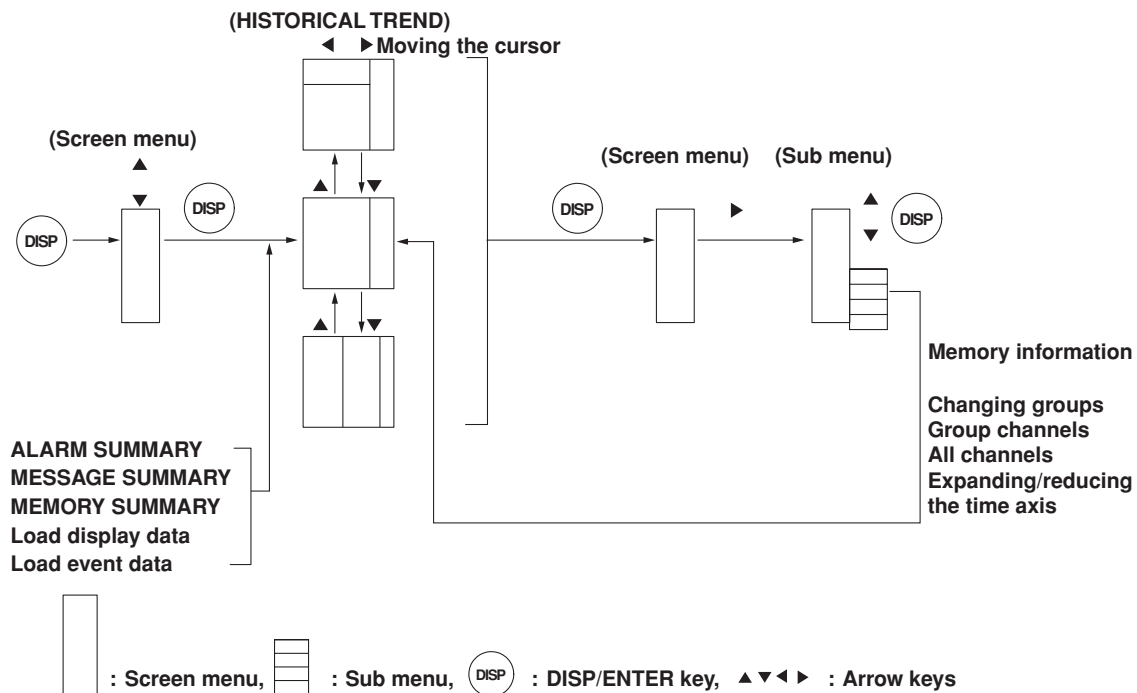 (HISTORICAL TREND)
◄ ► Moving the cursor
(Screen menu)
▲
▼
DISP
DISP
▲ ▼
▲ ▼
ALARM SUMMARY
MESSAGE SUMMARY
MEMORY SUMMARY
Load display data
Load event data
DISP
(Screen menu)
►
(Sub menu)
▲
▼
DISP
Memory information
Changing groups
Group channels
All channels
Expanding/reducing
the time axis
: Screen menu, : Sub menu, DISP : DISP/ENTER key, ▲ ▼ ◄ ► : Arrow keys